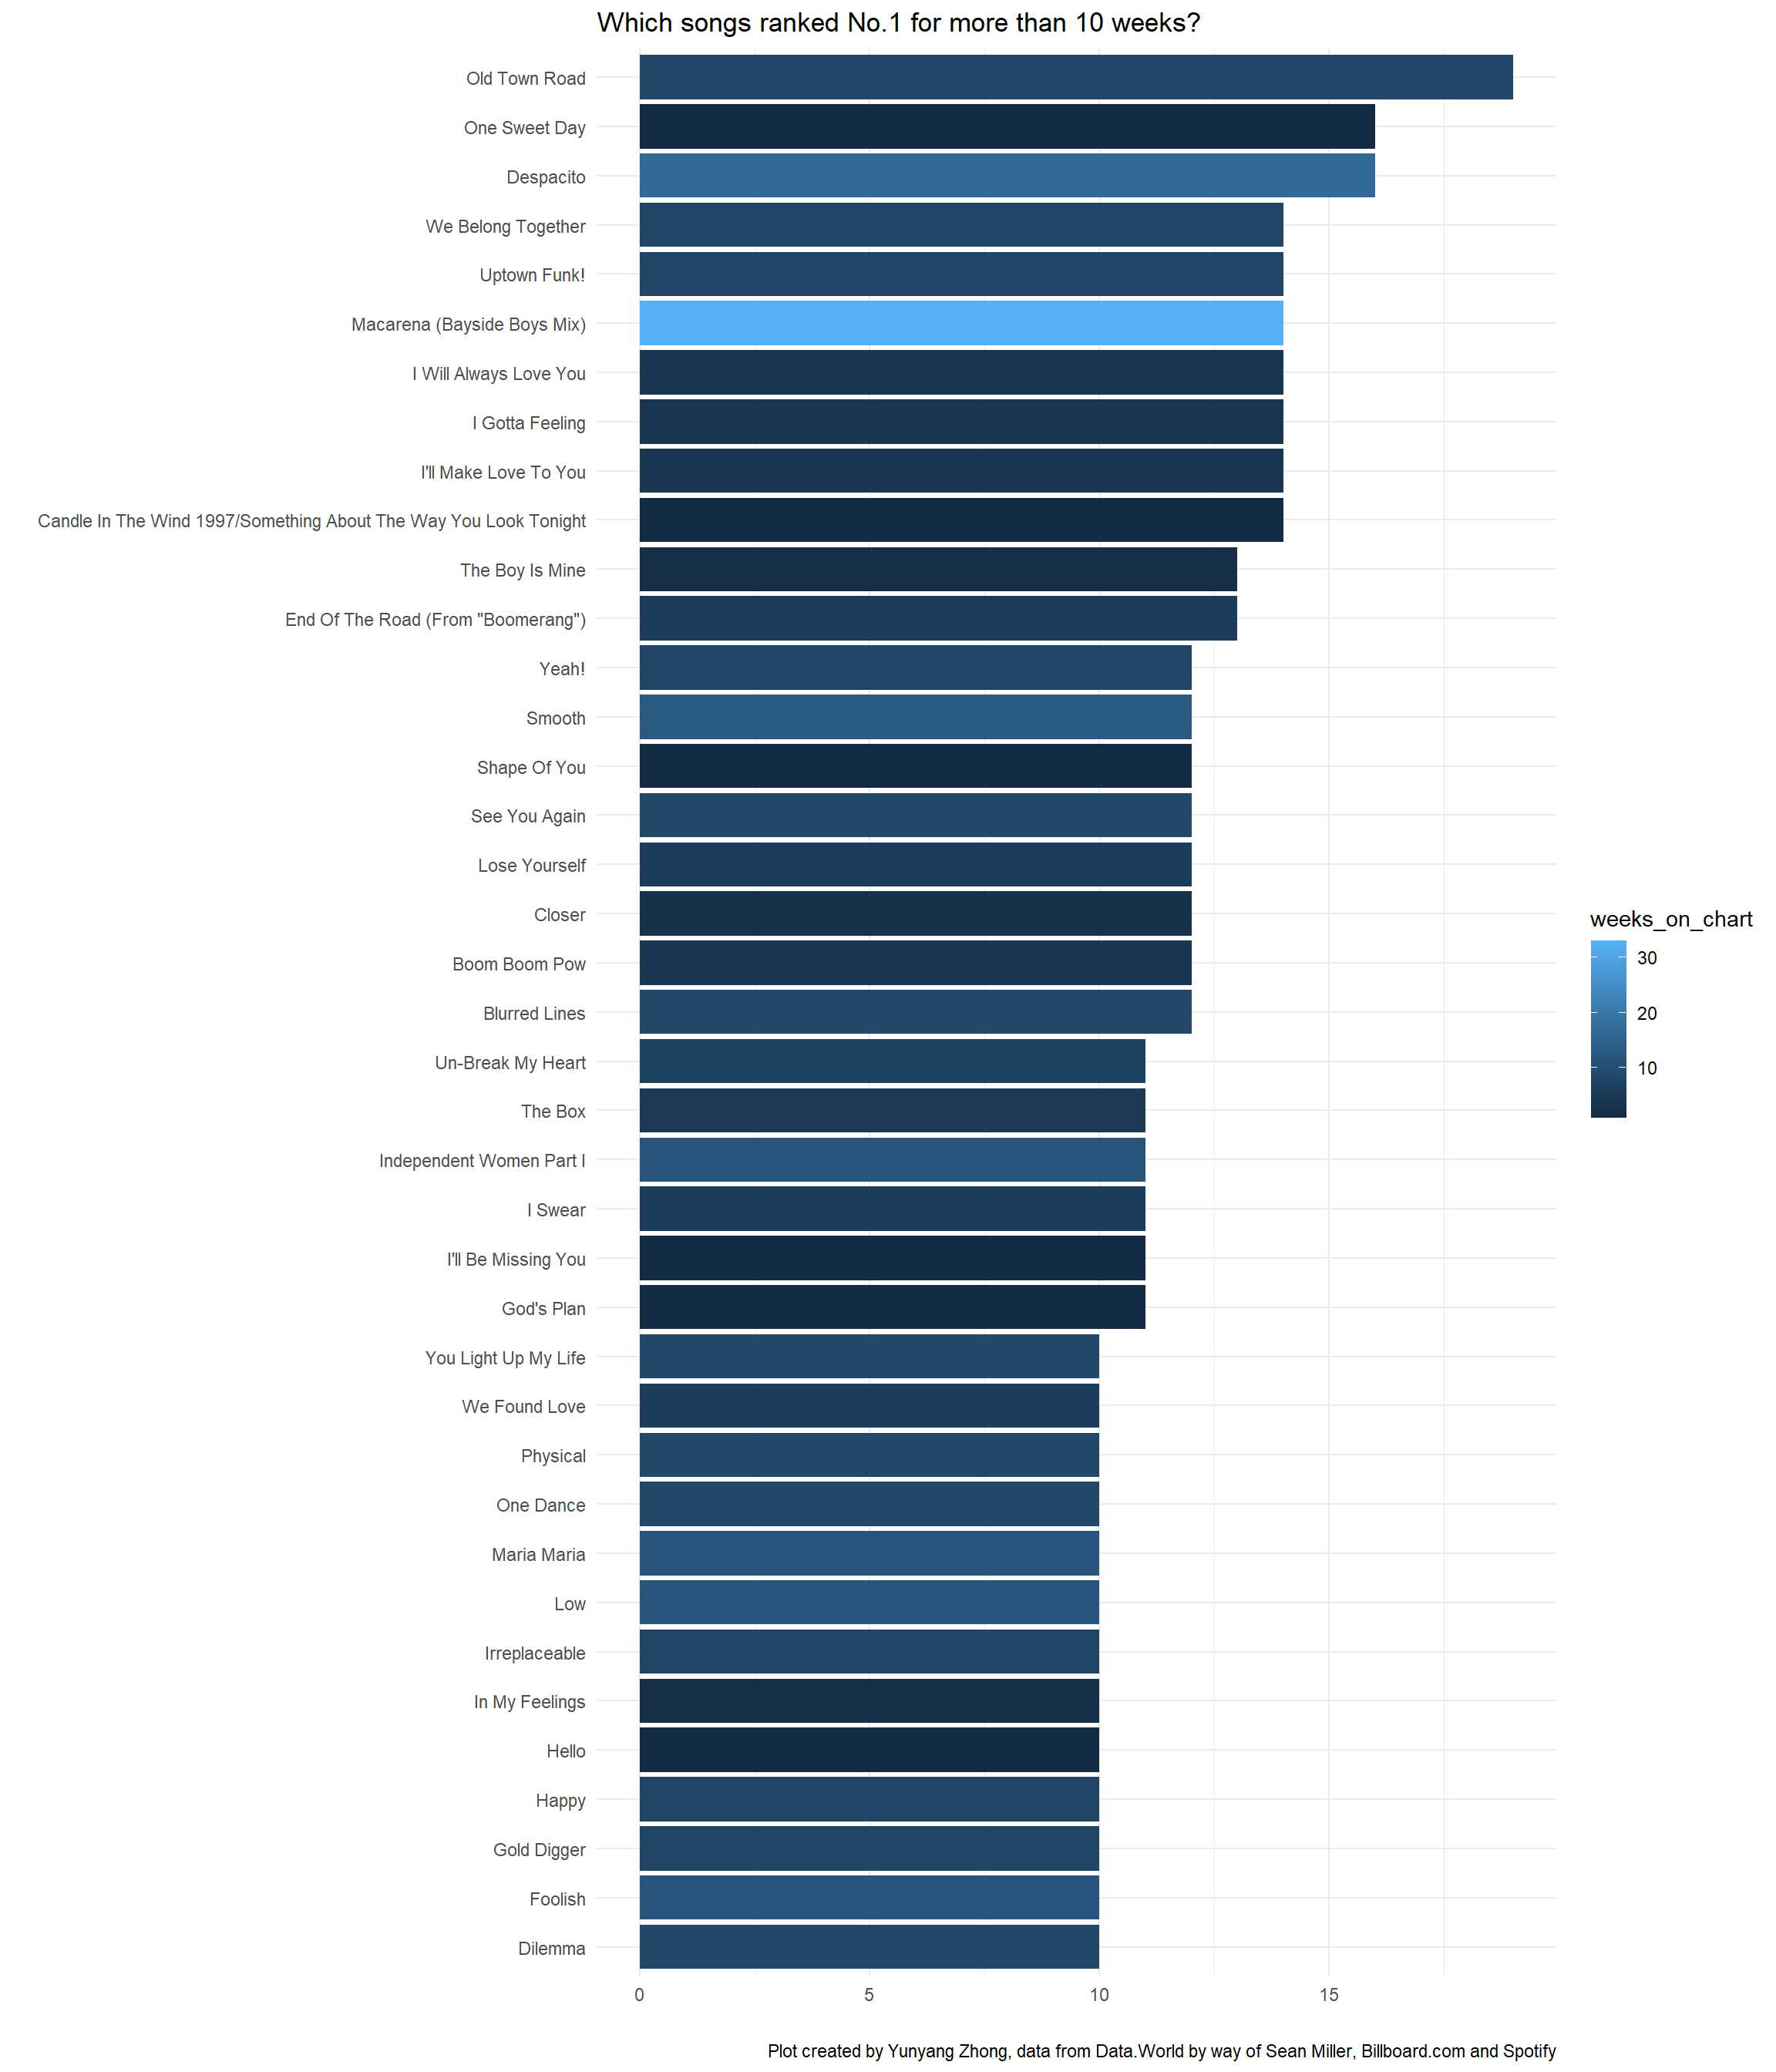 Which songs ranked No.1 for more than 10 weeks?
Old Town Road
One Sweet Day
Despacito
We Belong Together
Uptown Funk!
Macarena (Bayside Boys Mix)
I Will Always Love You
I Gotta Feeling
I'll Make Love To You
Candle In The Wind 1997/Something About The Way You Look Tonight
The Boy Is Mine
End Of The Road (From "Boomerang")
Yeah!
Smooth
Shape Of You
See You Again
Lose Yourself
Closer
Boom Boom Pow
Blurred Lines
Un-Break My Heart
The Box
Independent Women Part I
I Swear
I'll Be Missing You
God's Plan
You Light Up My Life
We Found Love
Physical
One Dance
Maria Maria
Low
Irreplaceable
In My Feelings
Hello
Happy
Gold Digger
Foolish
Dilemma
0 5 10 15
weeks_on_chart
30
20
10
Plot created by Yunyang Zhong, data from Data.World by way of Sean Miller, Billboard.com and Spotify